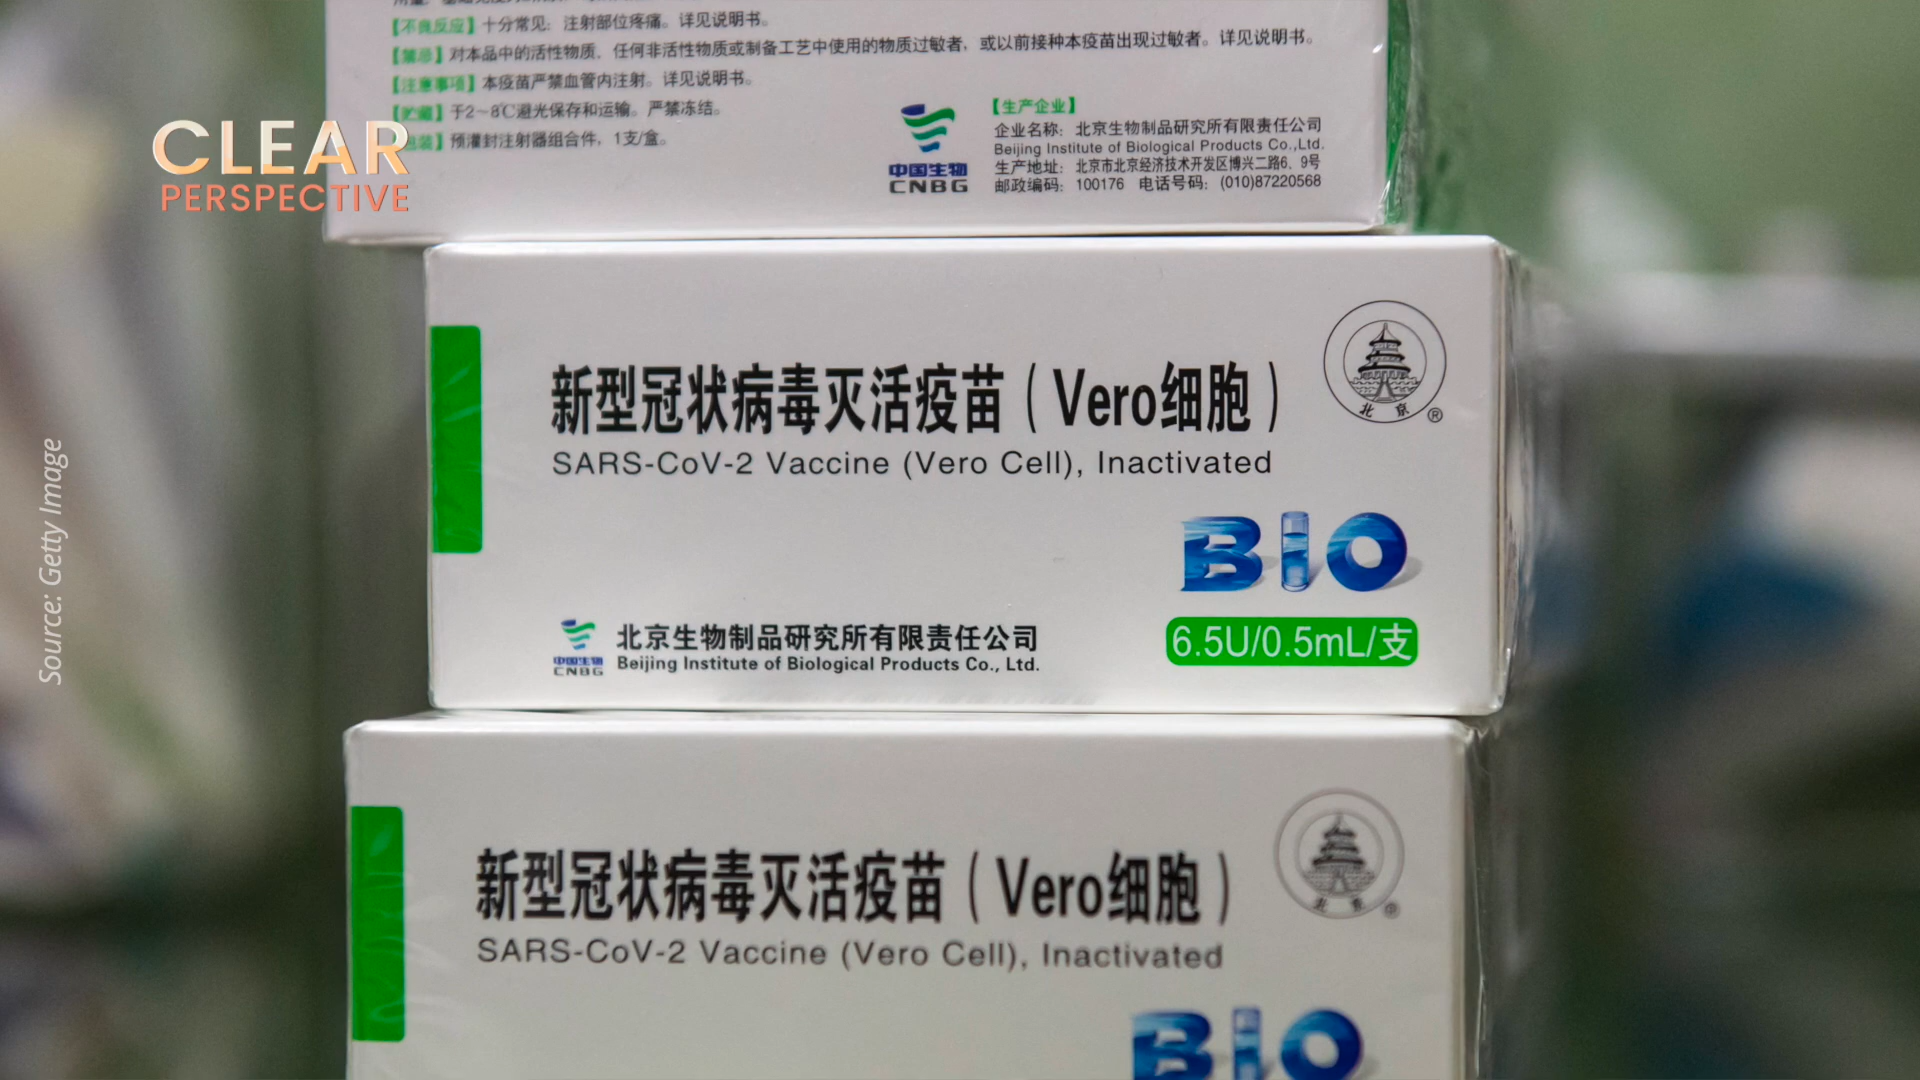 【不良反应】十分常见：注射部位疼痛。详见说明书。
【禁忌】对本品中的活性物质、任何非活性物质或制备工艺中使用的物质过敏者，或以前接种本疫苗出现过敏者。详见说明书。
【注意事项】本疫苗严禁血管内注射。详见说明书。
【贮藏】于2～8℃避光保存和运输。严禁冻结。
装】预灌封注射器组合件，1支/盒。
CLEAR
PERSPECTIVE
中国生物
CNBG
【生产企业】
企业名称：北京生物制品研究所有限责任公司
Beijing Institute of Biological Products Co.,Ltd.
生产地址：北京市北京经济技术开发区博兴二路6、9号
邮政编码：100176 电话号码：(010)87220568
Source: Getty Image
新型冠状病毒灭活疫苗（Vero细胞）
SARS-CoV-2 Vaccine (Vero Cell), Inactivated
北京
®
BIO
6.5U/0.5mL/支
中国生物
CNBG
北京生物制品研究所有限责任公司
Beijing Institute of Biological Products Co., Ltd.
新型冠状病毒灭活疫苗（Vero细胞）
SARS-CoV-2 Vaccine (Vero Cell), Inactivated
北京
®
BIO